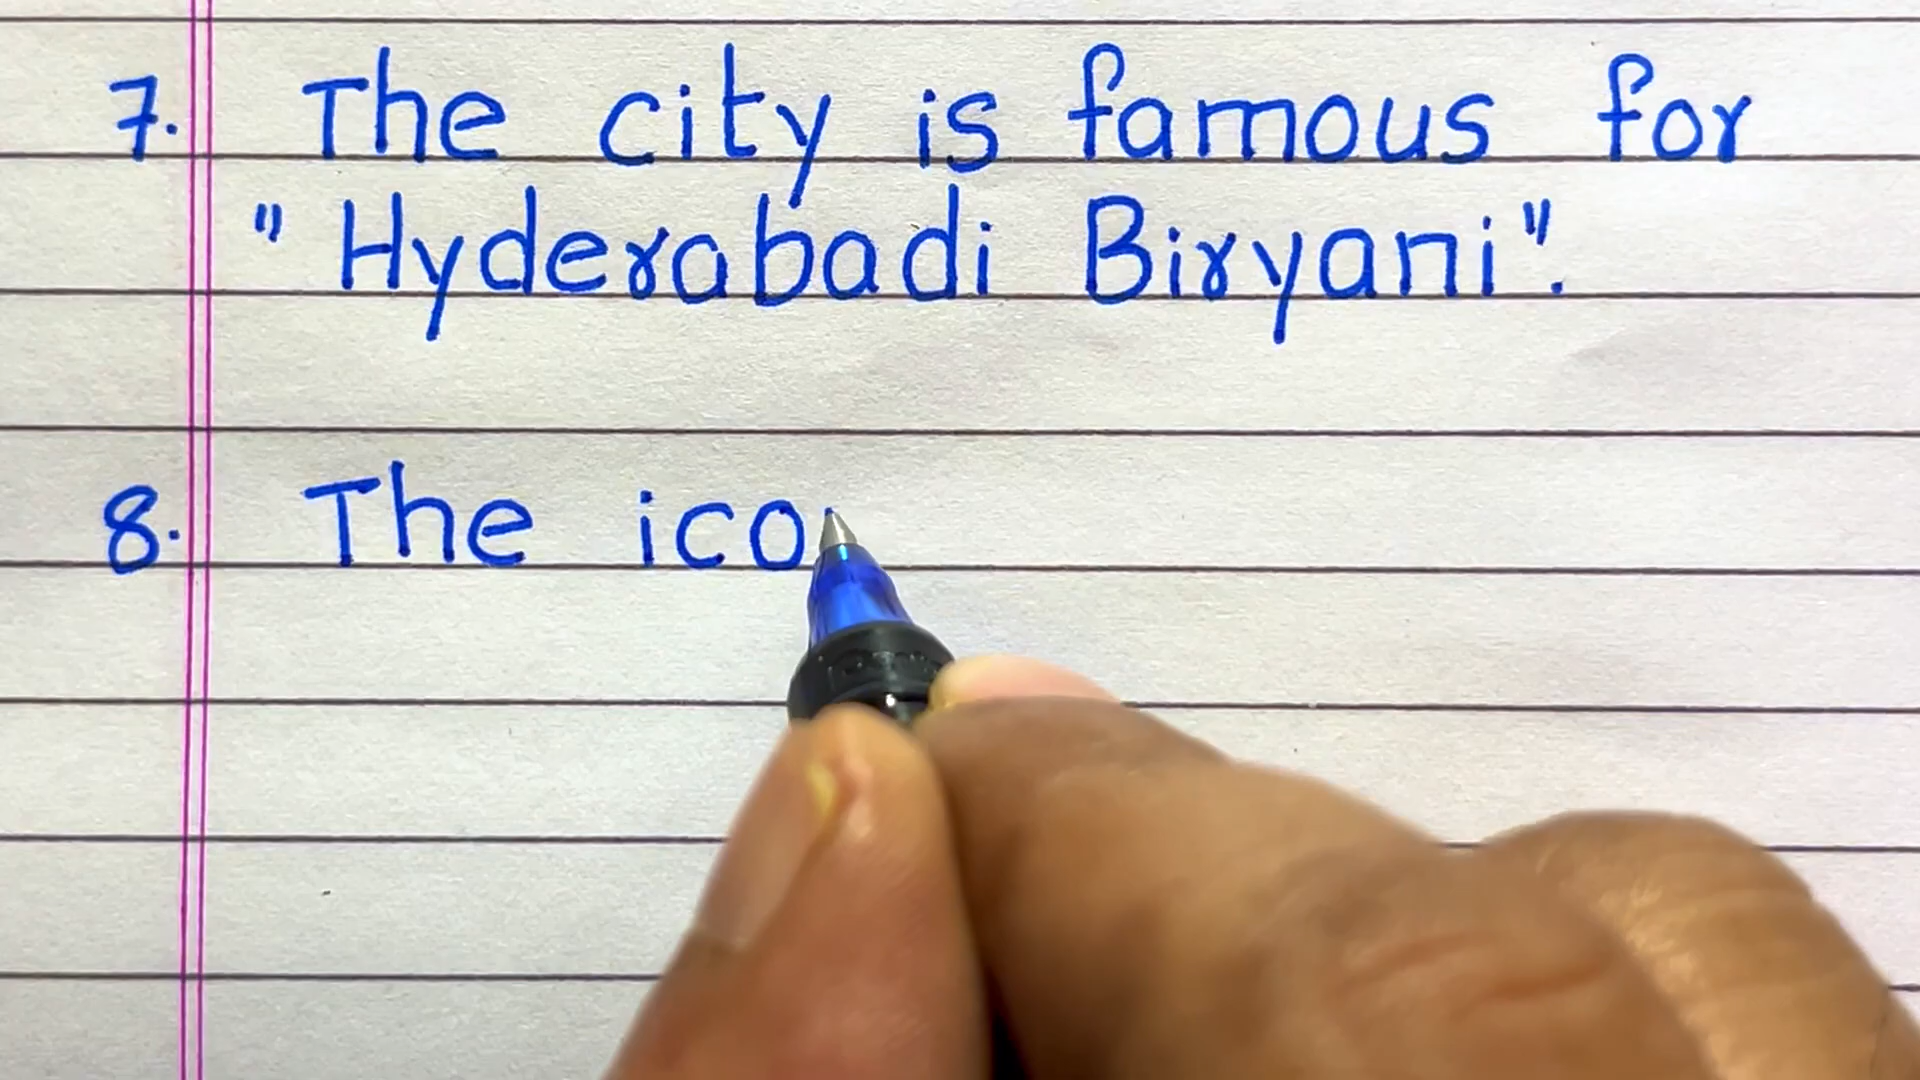 7. The city is famous for
"Hyderabadi Biryani".
8. The ico